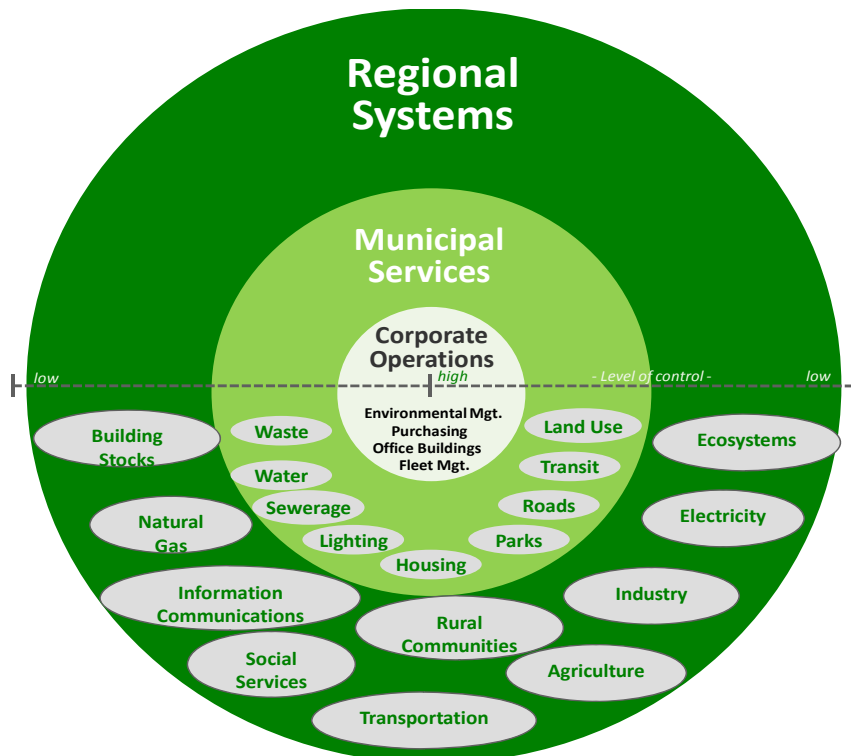 Regional
Systems
Municipal
Services
Corporate
Operations
low
high
- Level of control -
low
Environmental Mgt.
Purchasing
Office Buildings
Fleet Mgt.
Building
Stocks
Waste
Land Use
Ecosystems
Water
Transit
Natural
Gas
Sewerage
Roads
Electricity
Lighting
Parks
Housing
Information
Communications
Rural
Communities
Industry
Social
Services
Agriculture
Transportation